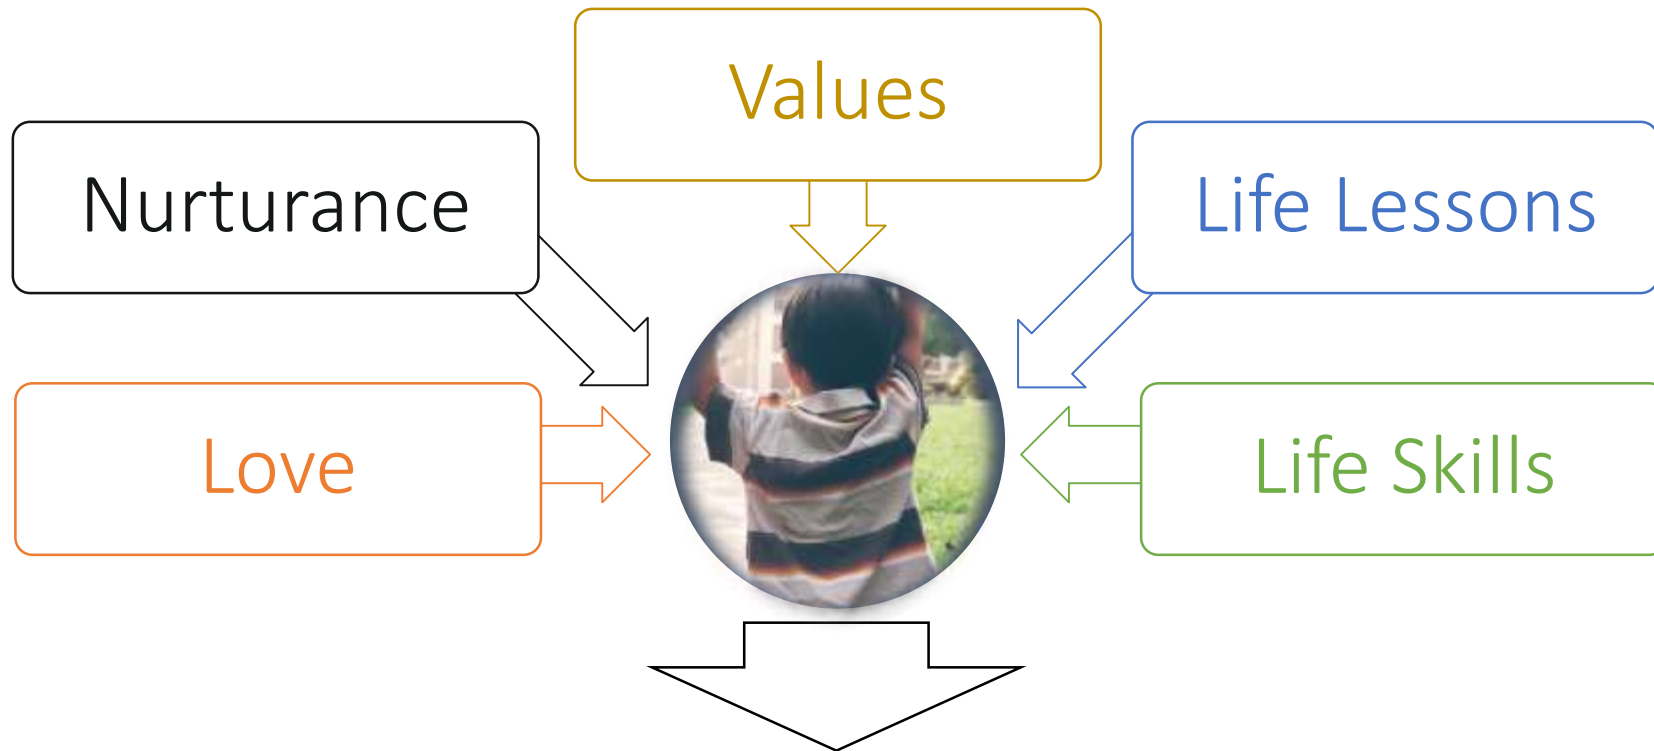 Values
Nurturance
Life Lessons
Love
Life Skills